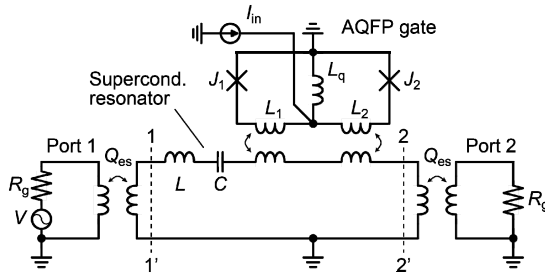 I_in
AQFP gate
J_1
L_q
J_2
Supercond.
resonator
L_1
L_2
Port 1
1
2
Port 2
Q_es
Q_es
R_g
L
C
R_g
V
1'
2'